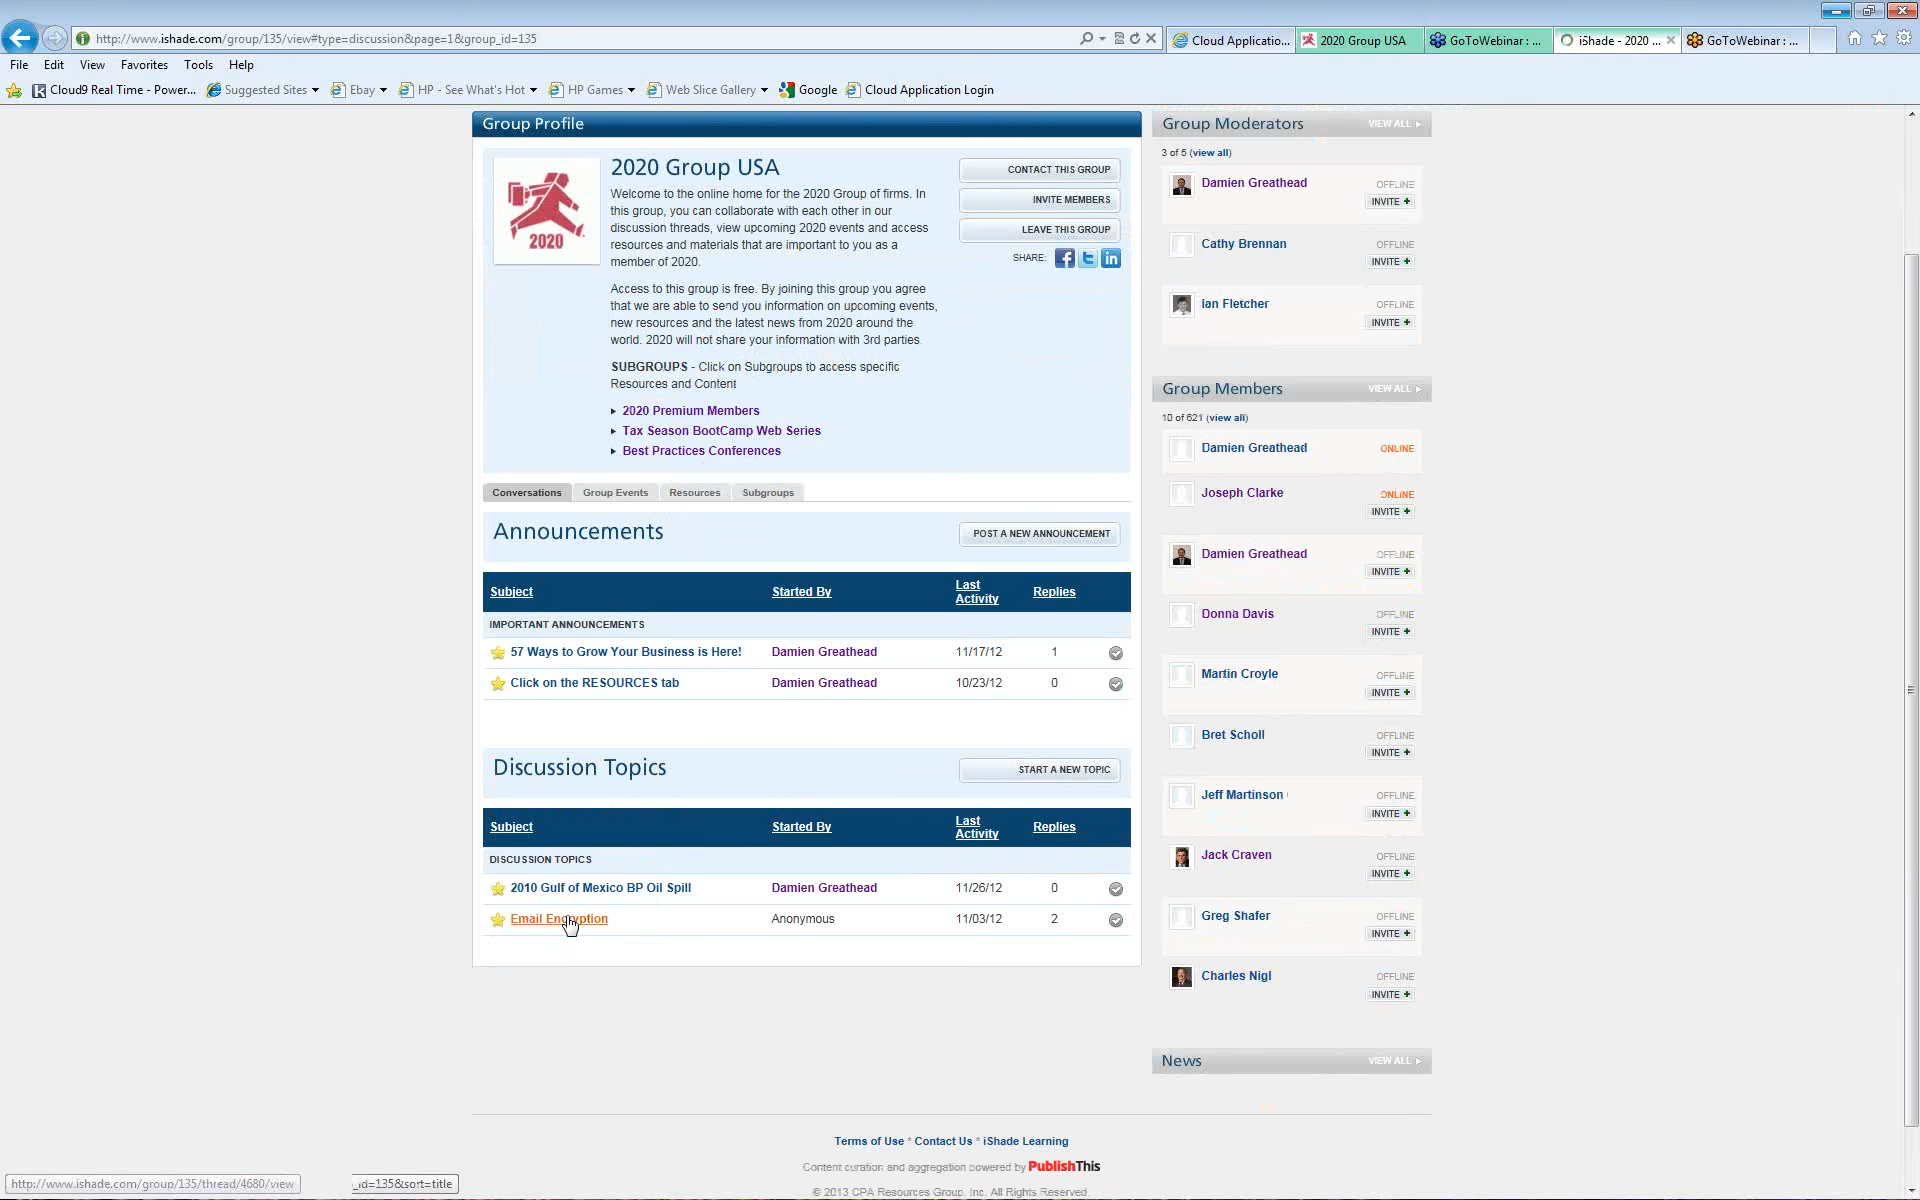 http://www.ishade.com/group/135/view#type=discussion&page=1&group_id=135
Cloud Applicatio...
2020 Group USA
GoToWebinar : ...
iShade - 2020 ...
GoToWebinar : ...
File Edit View Favorites Tools Help
Cloud9 Real Time - Power...
Suggested Sites
Ebay
HP - See What's Hot
HP Games
Web Slice Gallery
Google
Cloud Application Login
Group Profile
2020
2020 Group USA
Welcome to the online home for the 2020 Group of firms. In
this group, you can collaborate with each other in our
discussion threads, view upcoming 2020 events and access
resources and materials that are important to you as a
member of 2020.
Access to this group is free. By joining this group you agree
that we are able to send you information on upcoming events,
new resources and the latest news from 2020 around the
world. 2020 will not share your information with 3rd parties.
SUBGROUPS - Click on Subgroups to access specific
Resources and Content
2020 Premium Members
Tax Season BootCamp Web Series
Best Practices Conferences
CONTACT THIS GROUP
INVITE MEMBERS
LEAVE THIS GROUP
SHARE:
Conversations
Group Events
Resources
Subgroups
Announcements
POST A NEW ANNOUNCEMENT
Subject Started By Last Activity Replies
IMPORTANT ANNOUNCEMENTS
57 Ways to Grow Your Business is Here! Damien Greathead 11/17/12 1
Click on the RESOURCES tab Damien Greathead 10/23/12 0
Discussion Topics
START A NEW TOPIC
Subject Started By Last Activity Replies
DISCUSSION TOPICS
2010 Gulf of Mexico BP Oil Spill Damien Greathead 11/26/12 0
Email Encryption Anonymous 11/03/12 2
Group Moderators VIEW ALL
3 of 5 (view all)
Damien Greathead OFFLINE
INVITE +
Cathy Brennan OFFLINE
INVITE +
Ian Fletcher OFFLINE
INVITE +
Group Members VIEW ALL
10 of 621 (view all)
Damien Greathead ONLINE
Joseph Clarke ONLINE
INVITE +
Damien Greathead OFFLINE
INVITE +
Donna Davis OFFLINE
INVITE +
Martin Croyle OFFLINE
INVITE +
Bret Scholl OFFLINE
INVITE +
Jeff Martinson OFFLINE
INVITE +
Jack Craven OFFLINE
INVITE +
Greg Shafer OFFLINE
INVITE +
Charles Nigl OFFLINE
INVITE +
News VIEW ALL
Terms of Use * Contact Us * iShade Learning
Content curation and aggregation powered by PublishThis
© 2013 CPA Resources Group, Inc. All Rights Reserved.
http://www.ishade.com/group/135/thread/4680/view
_id=135&sort=title